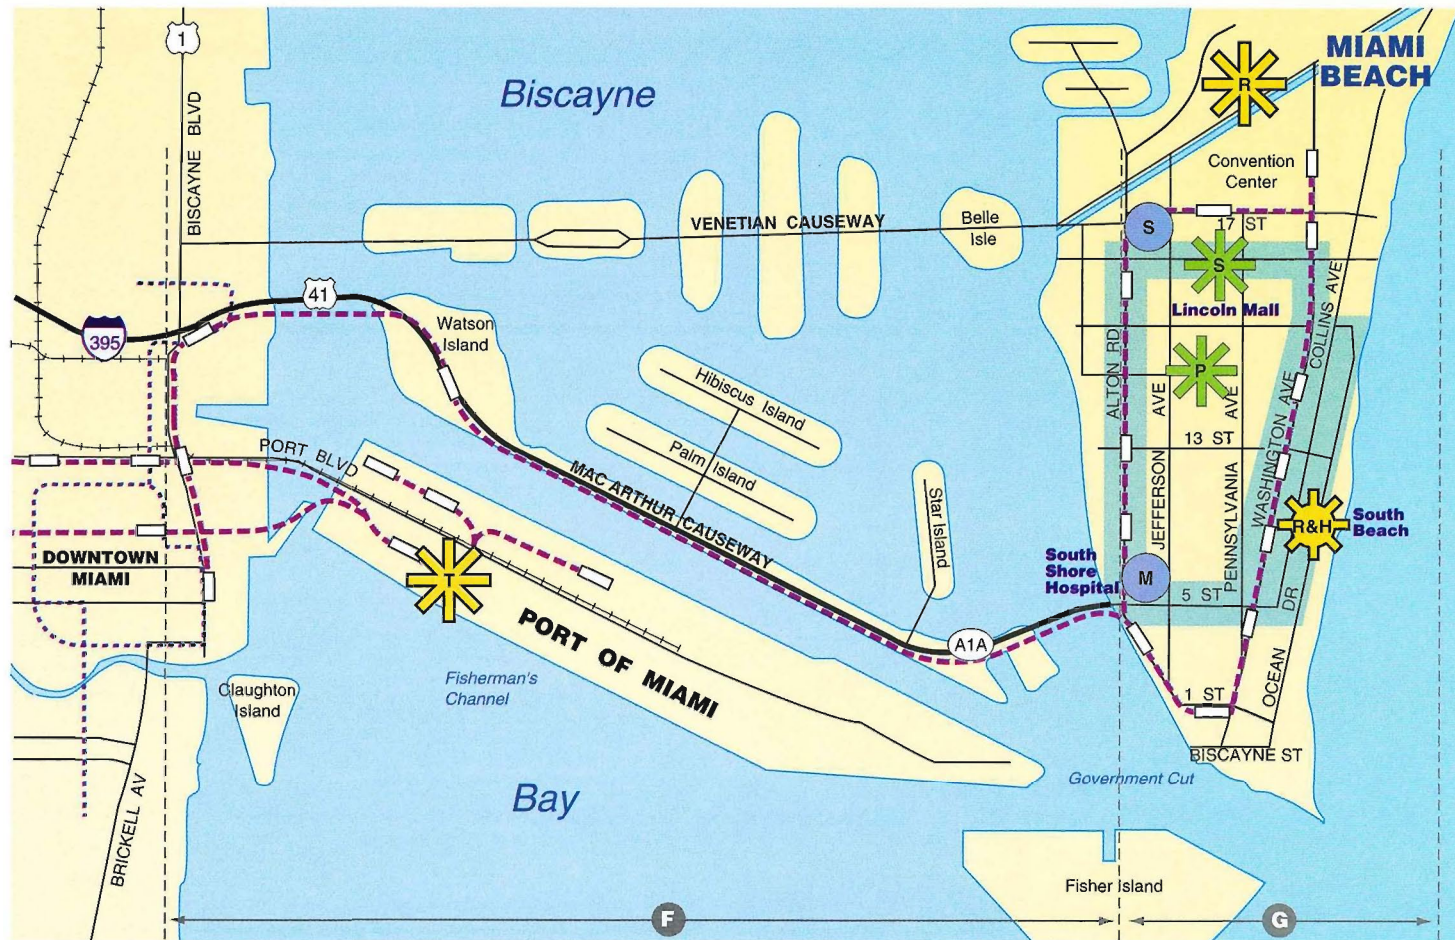 1
BISCAYNE BLVD
Biscayne
MIAMI
BEACH
R
Convention
Center
VENETIAN CAUSEWAY
Belle
Isle
S
17 ST
S
Lincoln Mall
41
395
Watson
Island
Hibiscus Island
Palm Island
MAC ARTHUR CAUSEWAY
Star Island
ALTON RD
JEFFERSON AVE
P
PENNSYLVANIA AVE
WASHINGTON AVE
COLLINS AVE
13 ST
R&H
South
Beach
PORT BLVD
DOWNTOWN
MIAMI
T
PORT OF MIAMI
South
Shore
Hospital
M
5 ST
A1A
OCEAN DR
1 ST
BISCAYNE ST
Claughton
Island
Fisherman's
Channel
BRICKELL AV
Bay
Government Cut
Fisher Island
F
G